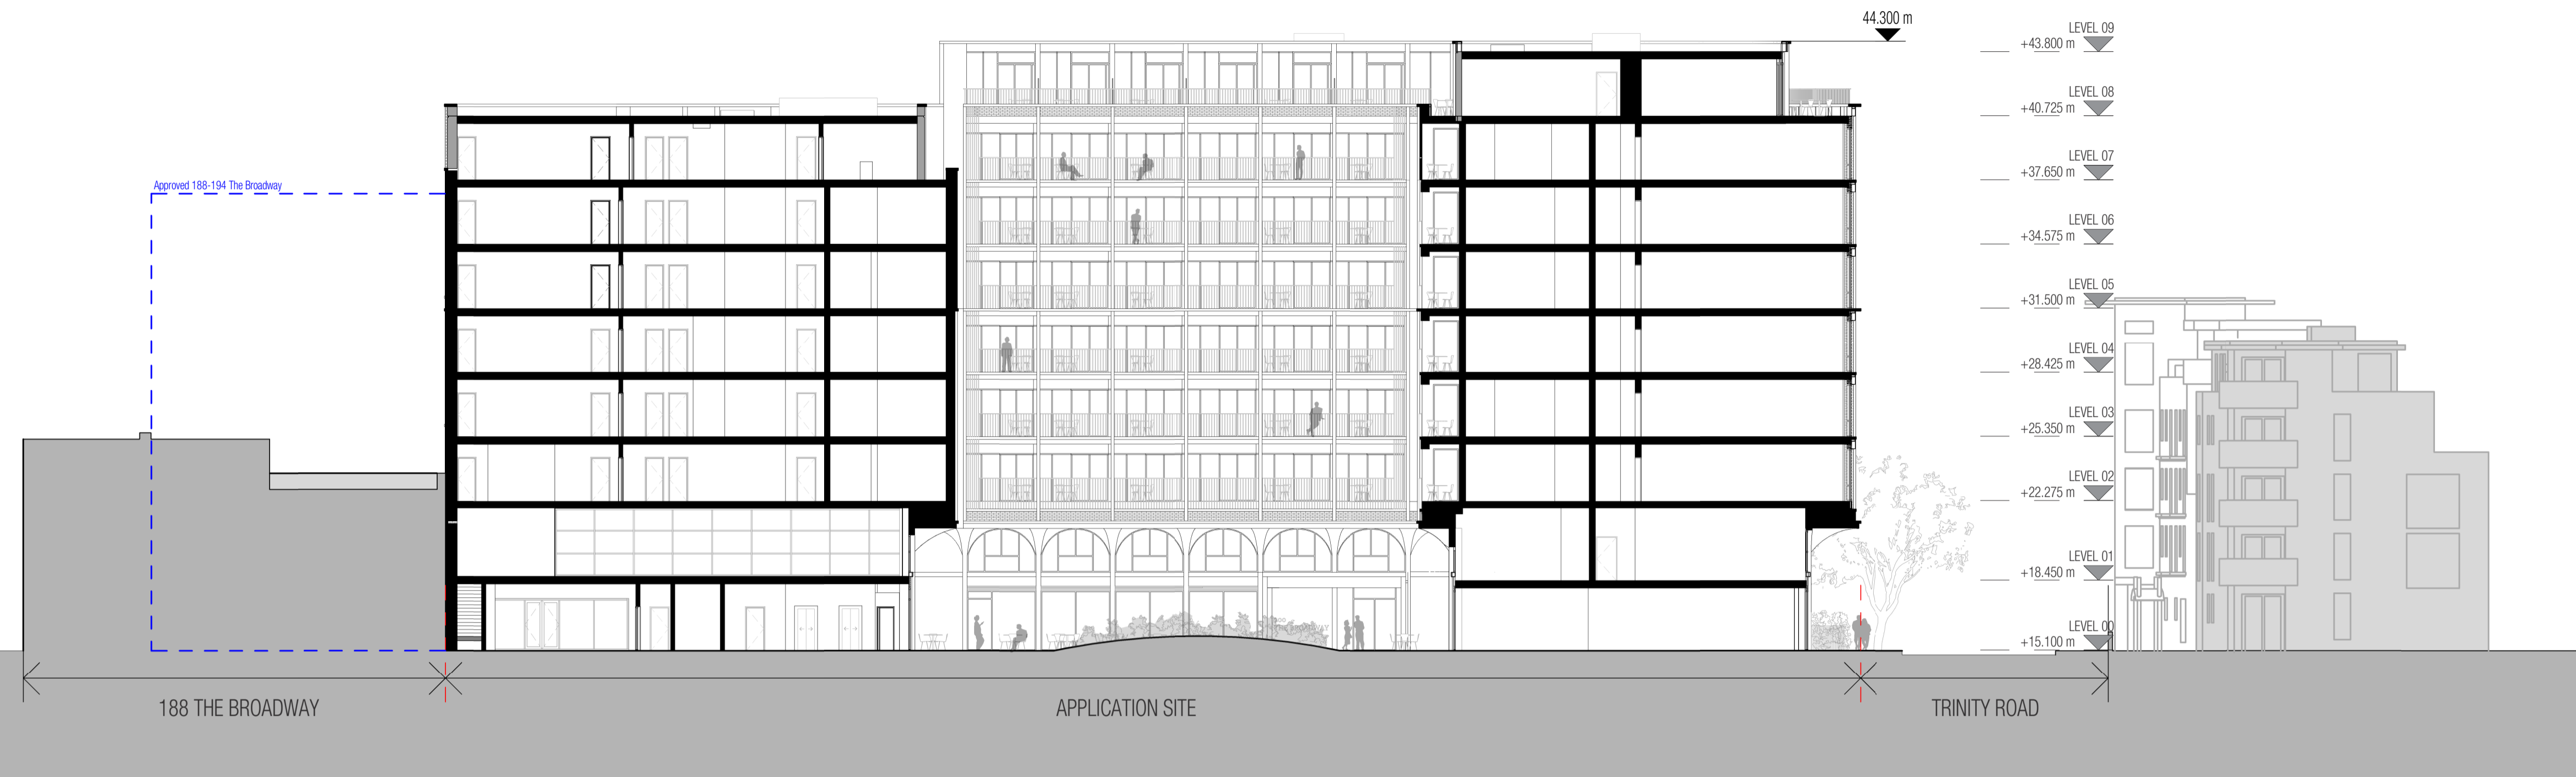 44.300 m
LEVEL 09
+43.800 m
LEVEL 08
+40.725 m
LEVEL 07
+37.650 m
Approved 188-194 The Broadway
LEVEL 06
+34.575 m
LEVEL 05
+31.500 m
LEVEL 04
+28.425 m
LEVEL 03
+25.350 m
LEVEL 02
+22.275 m
LEVEL 01
+18.450 m
LEVEL 00
+15.100 m
188 THE BROADWAY
APPLICATION SITE
TRINITY ROAD